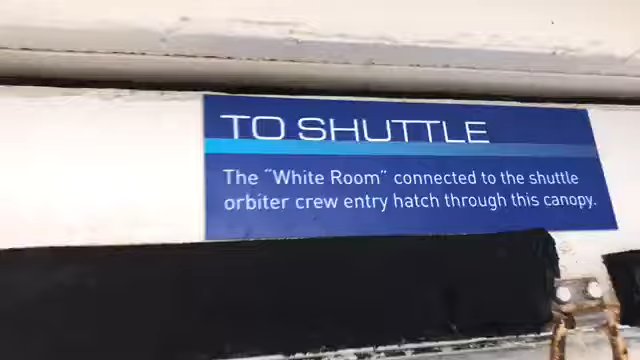 TO SHUTTLE
The "White Room" connected to the shuttle
orbiter crew entry hatch through this canopy.